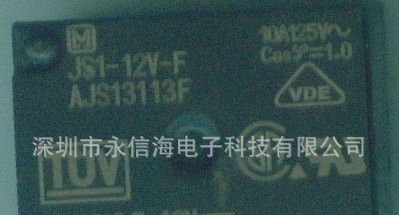 JS1-12V-F
AJS13113F
10A125V~
Cosφ=1.0
VDE
深圳市永信海电子科技有限公司
TÜV